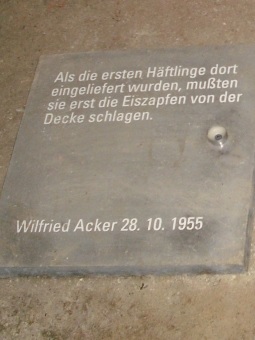 Als die ersten Häftlinge dort
eingeliefert wurden, mußten
sie erst die Eiszapfen von der
Decke schlagen.
Wilfried Acker 28. 10. 1955